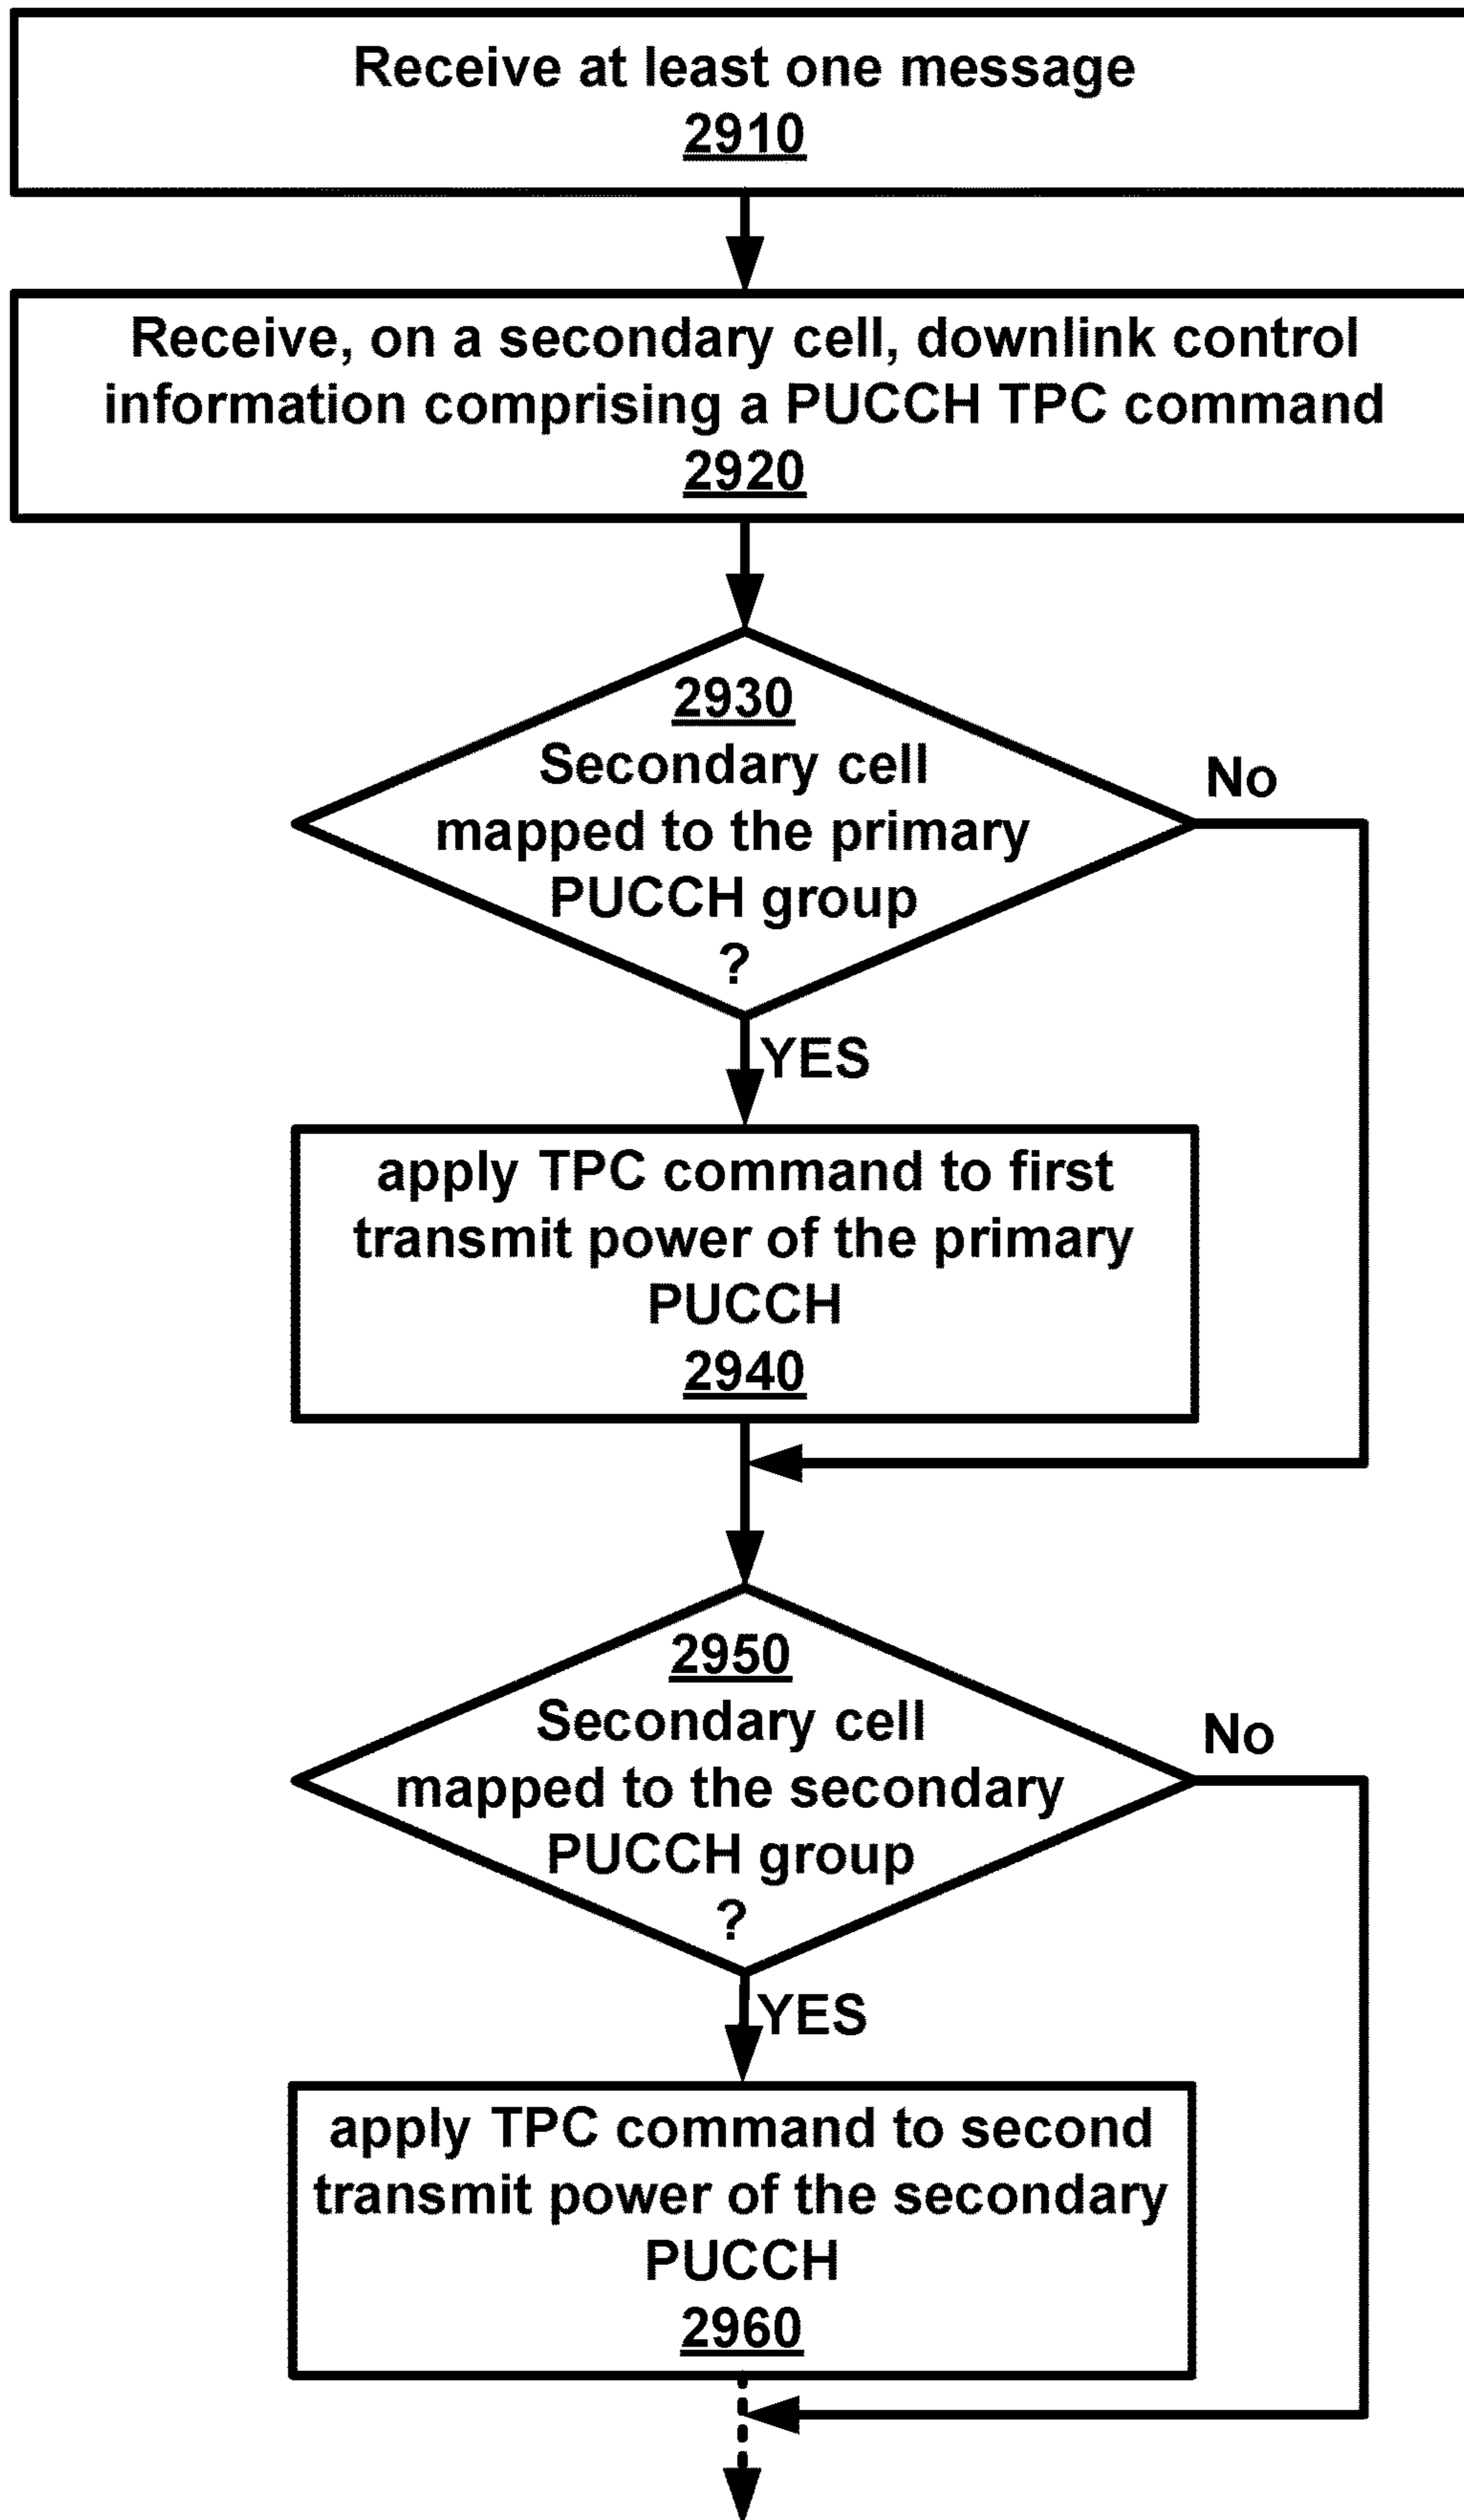 Receive at least one message
2910
Receive, on a secondary cell, downlink control
information comprising a PUCCH TPC command
2920
2930
Secondary cell
mapped to the primary
PUCCH group
?
No
YES
apply TPC command to first
transmit power of the primary
PUCCH
2940
2950
Secondary cell
mapped to the secondary
PUCCH group
?
No
YES
apply TPC command to second
transmit power of the secondary
PUCCH
2960